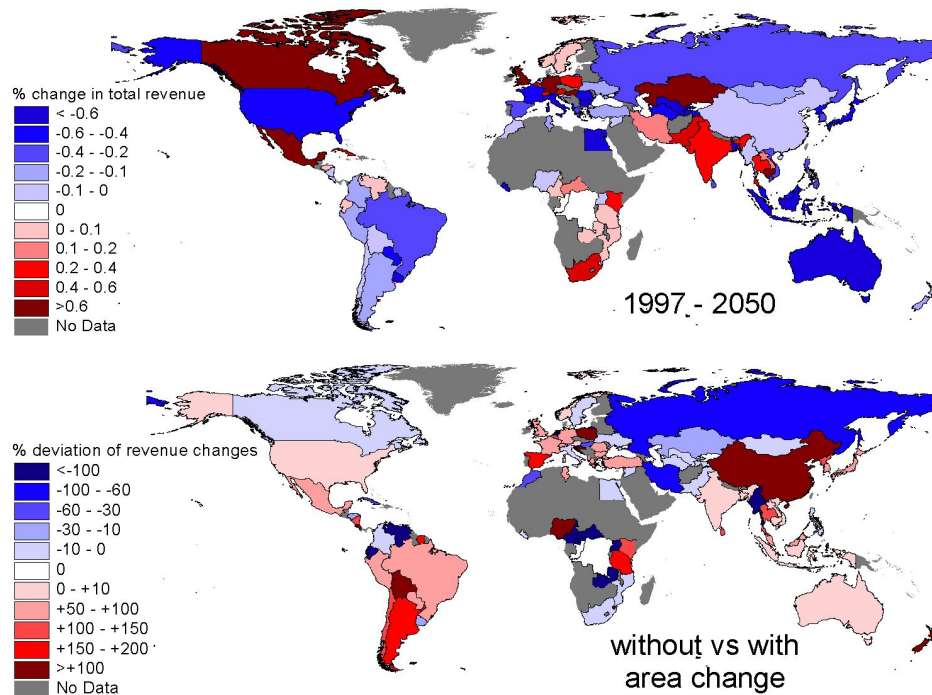 % change in total revenue
< -0.6
-0.6 - -0.4
-0.4 - -0.2
-0.2 - -0.1
-0.1 - 0
0
0 - 0.1
0.1 - 0.2
0.2 - 0.4
0.4 - 0.6
>0.6
No Data
1997 - 2050
% deviation of revenue changes
<-100
-100 - -60
-60 - -30
-30 - -10
-10 - 0
0
0 - +10
+50 - +100
+100 - +150
+150 - +200
>+100
No Data
without vs with
area change